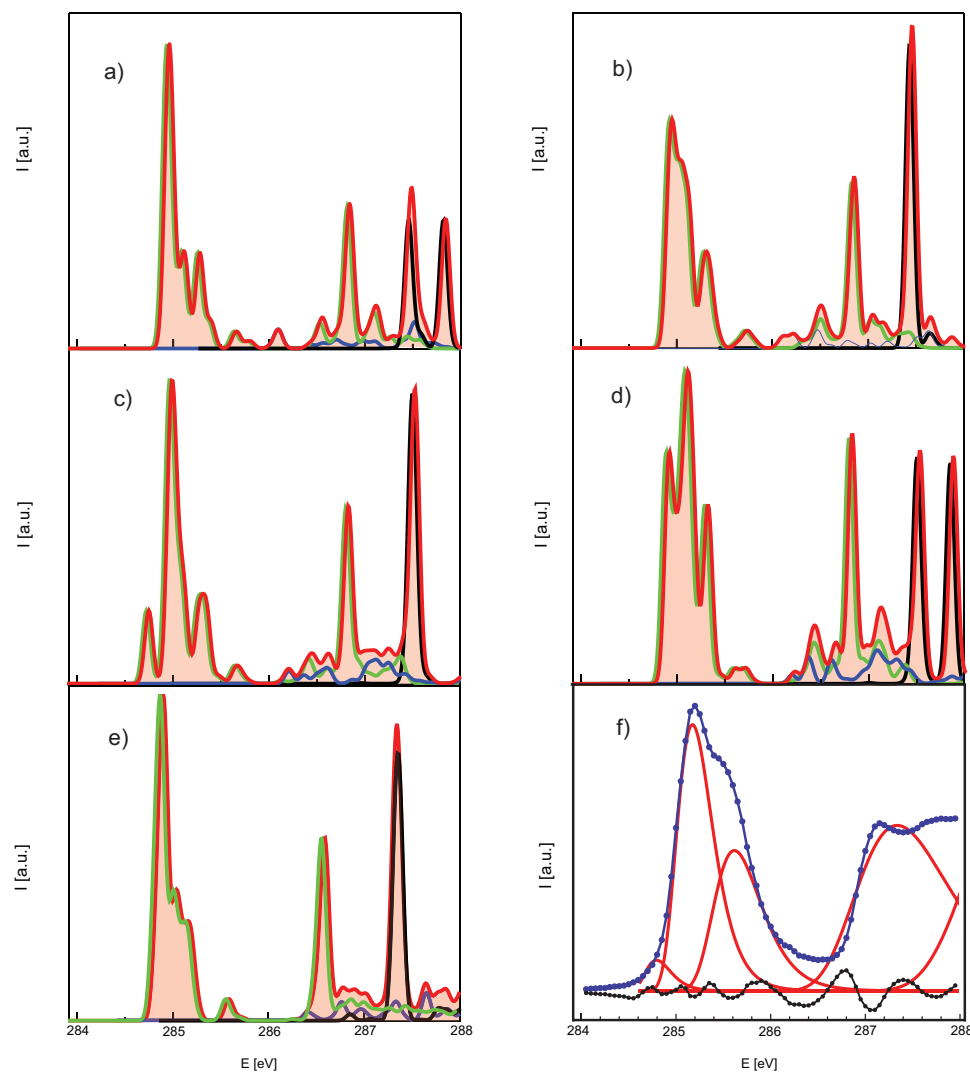 a)
I [a.u.]
b)
I [a.u.]
c)
I [a.u.]
d)
I [a.u.]
e)
I [a.u.]
284 285 286 287 288
E [eV]
f)
I [a.u.]
284 285 286 287 288
E [eV]